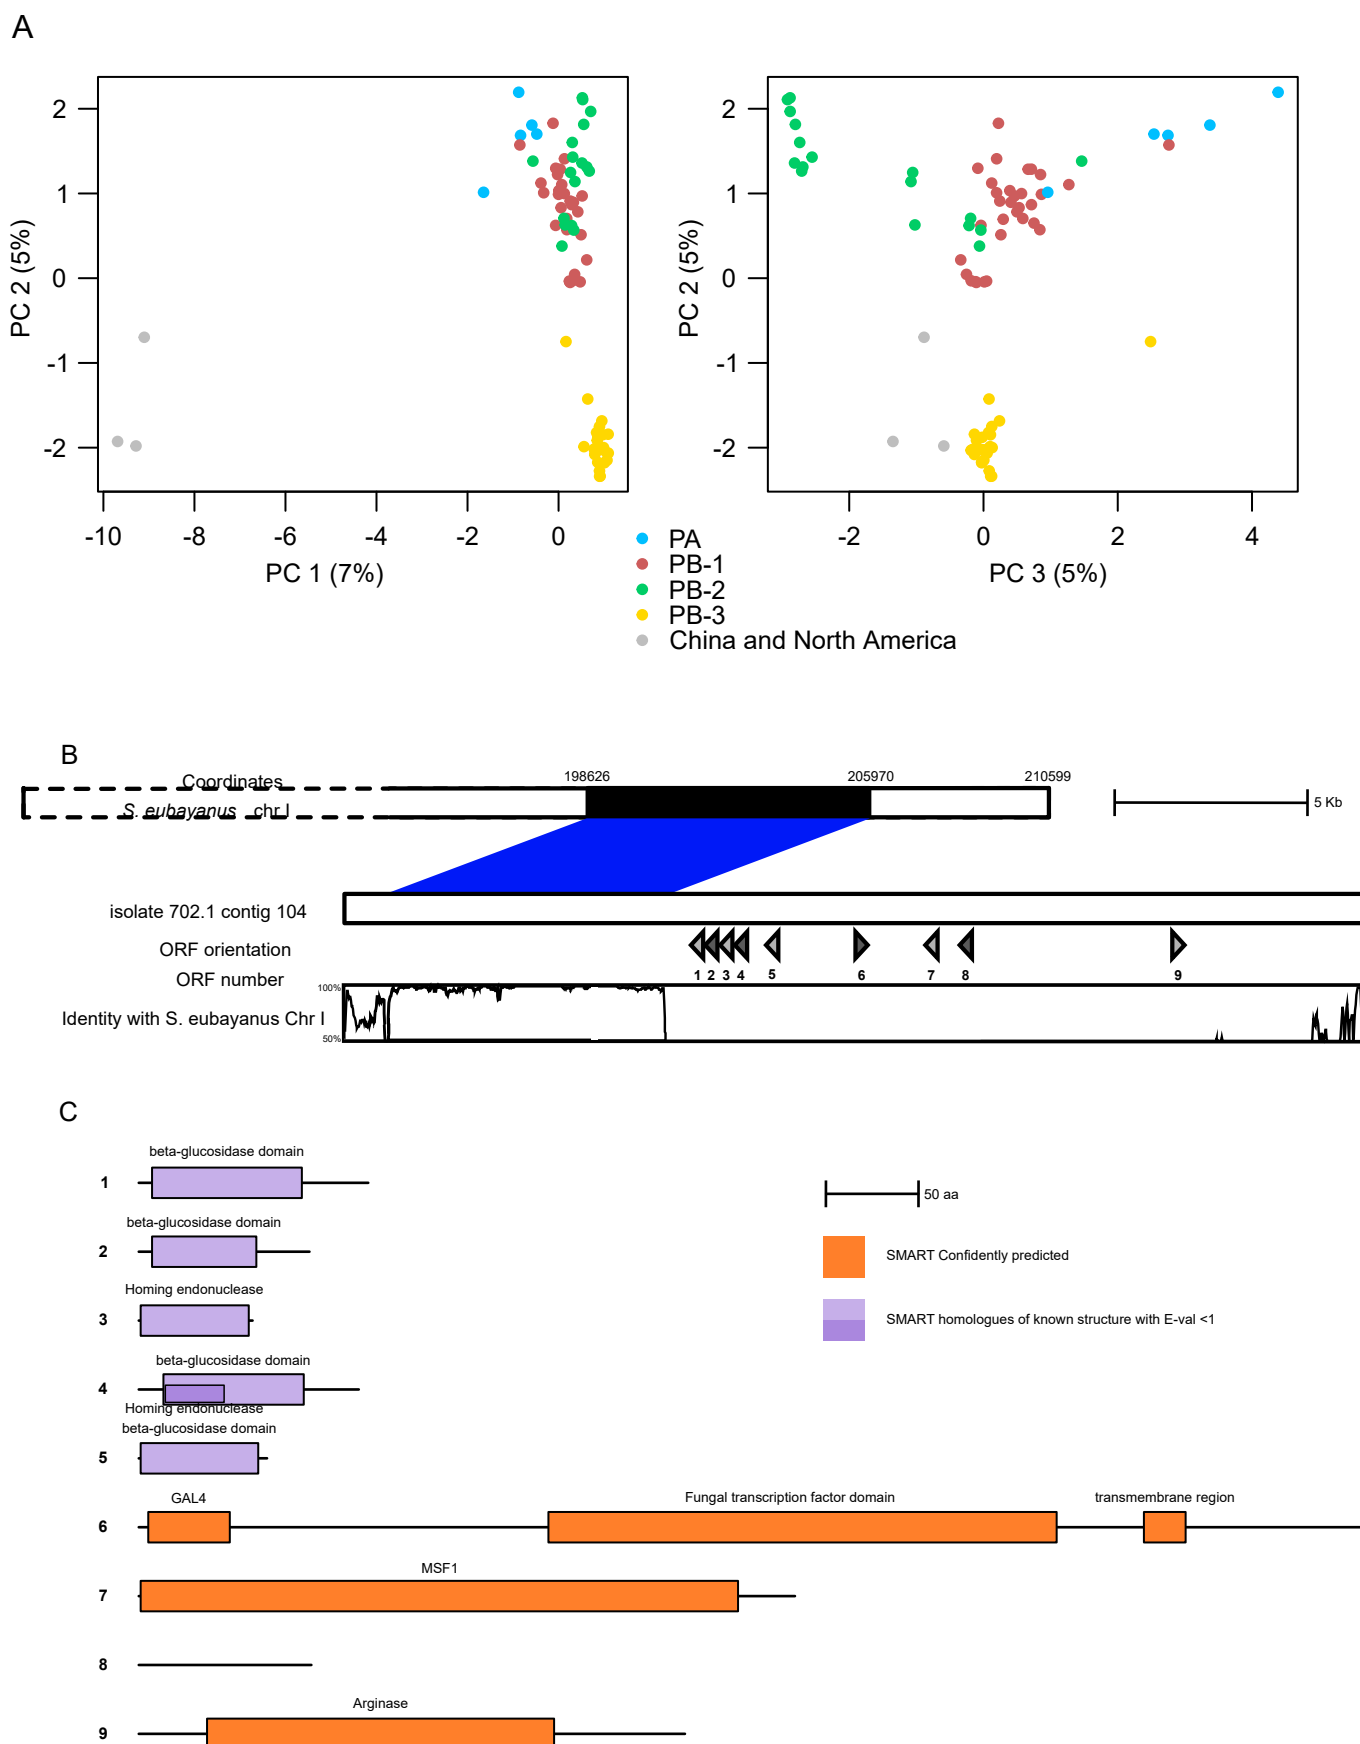 A
2
1
0
-1
-2
PC 2 (5%)
-10
-8
-6
-4
-2
0
PC 1 (7%)
2
1
0
-1
-2
PC 2 (5%)
-2
0
2
4
PC 3 (5%)
PA
PB-1
PB-2
PB-3
China and North America
B
Coordinates
198626
205970
210599
S. eubayanus chr I
5 Kb
isolate 702.1 contig 104
ORF orientation
ORF number
1 2 3 4 5 6 7 8 9
100%
Identity with S. eubayanus Chr I
50%
C
beta-glucosidase domain
1
50 aa
beta-glucosidase domain
2
SMART Confidently predicted
Homing endonuclease
3
SMART homologues of known structure with E-val <1
beta-glucosidase domain
4
Homing endonuclease
beta-glucosidase domain
5
GAL4
Fungal transcription factor domain
transmembrane region
6
MSF1
7
8
Arginase
9